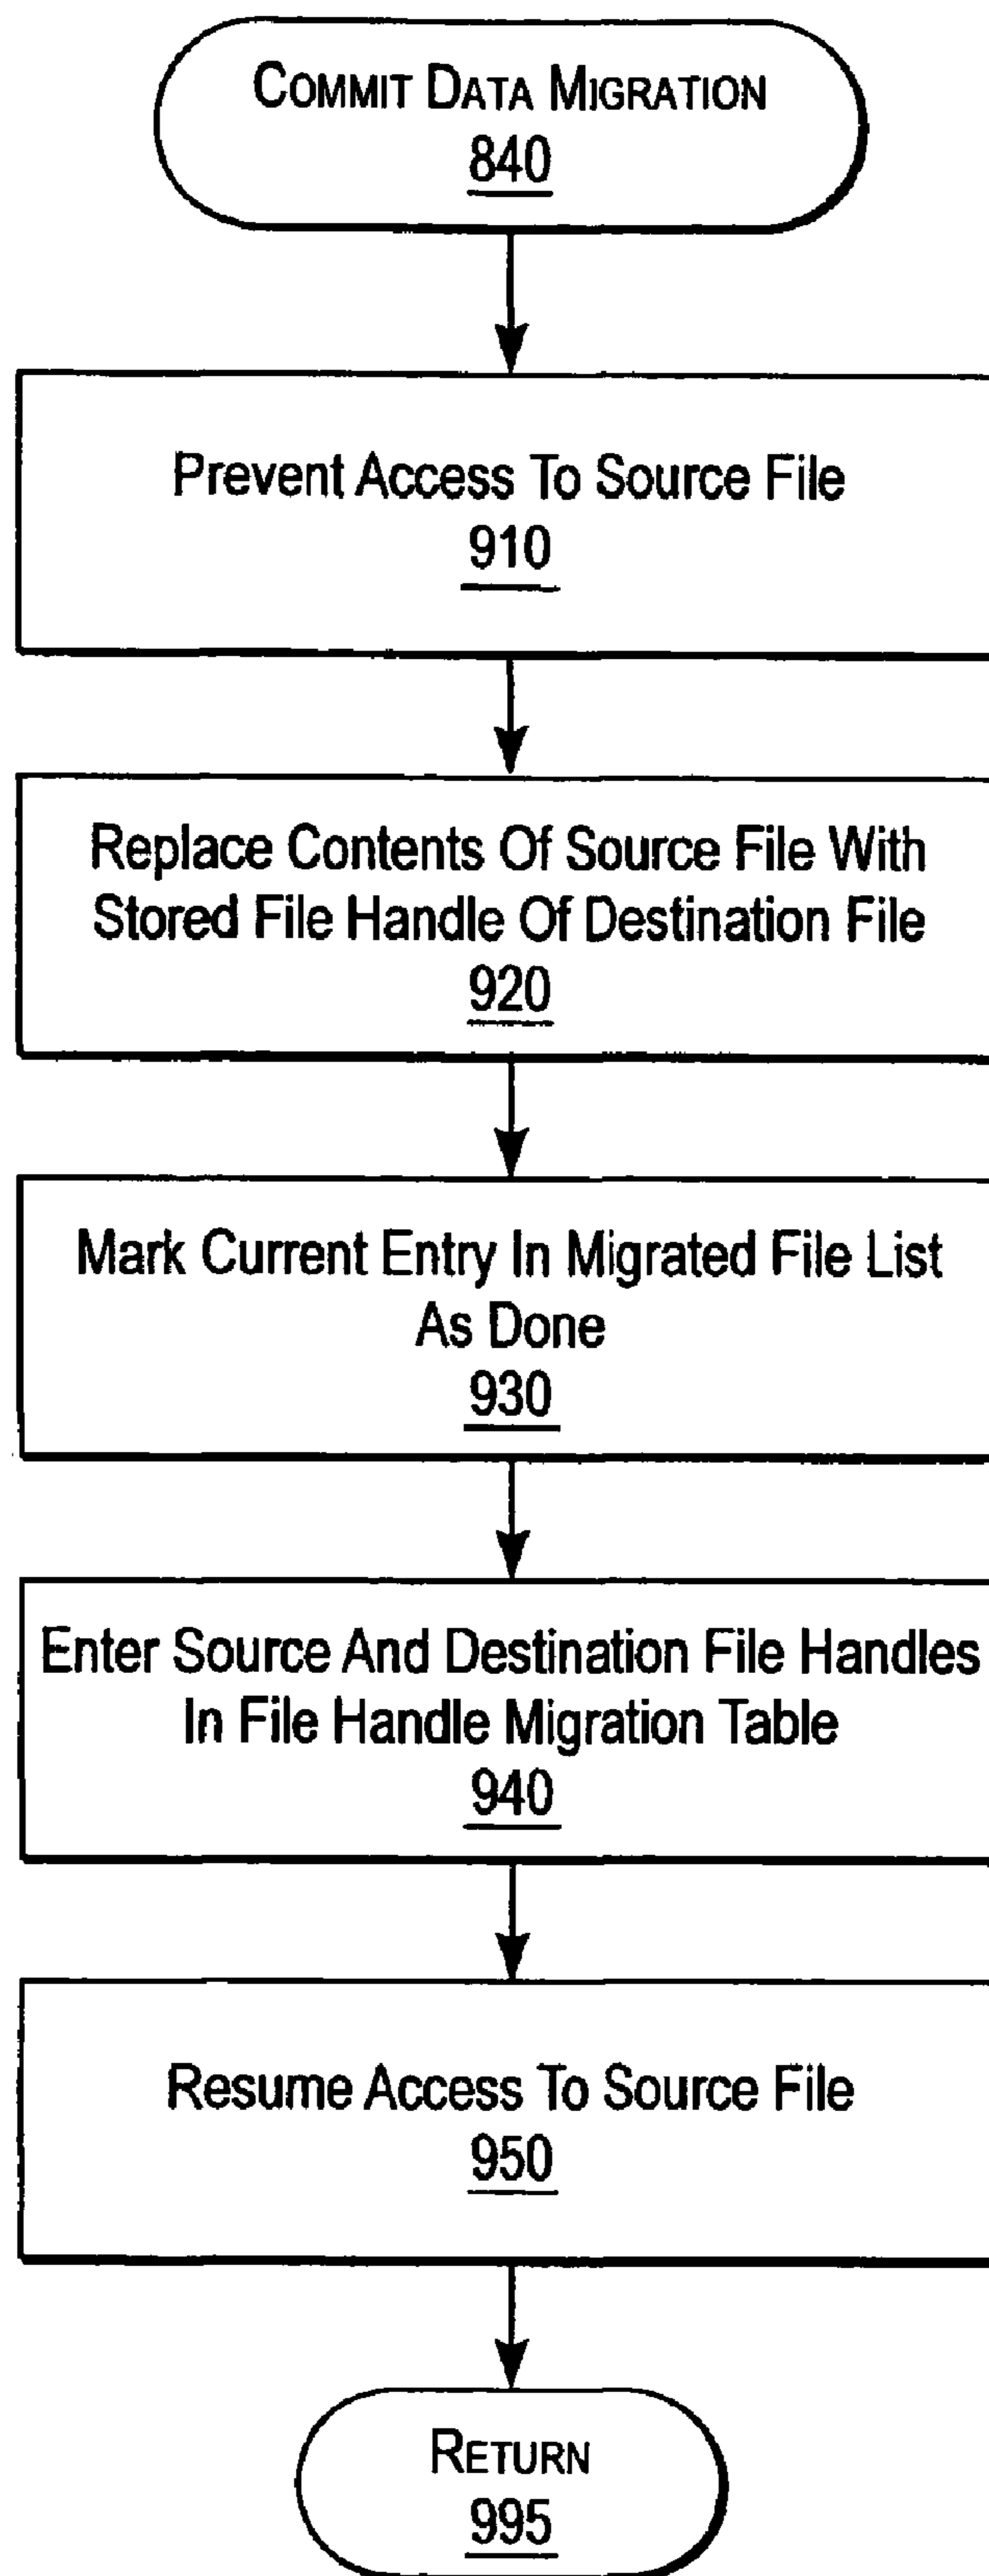 COMMIT DATA MIGRATION
840
Prevent Access To Source File
910
Replace Contents Of Source File With
Stored File Handle Of Destination File
920
Mark Current Entry In Migrated File List
As Done
930
Enter Source And Destination File Handles
In File Handle Migration Table
940
Resume Access To Source File
950
RETURN
995